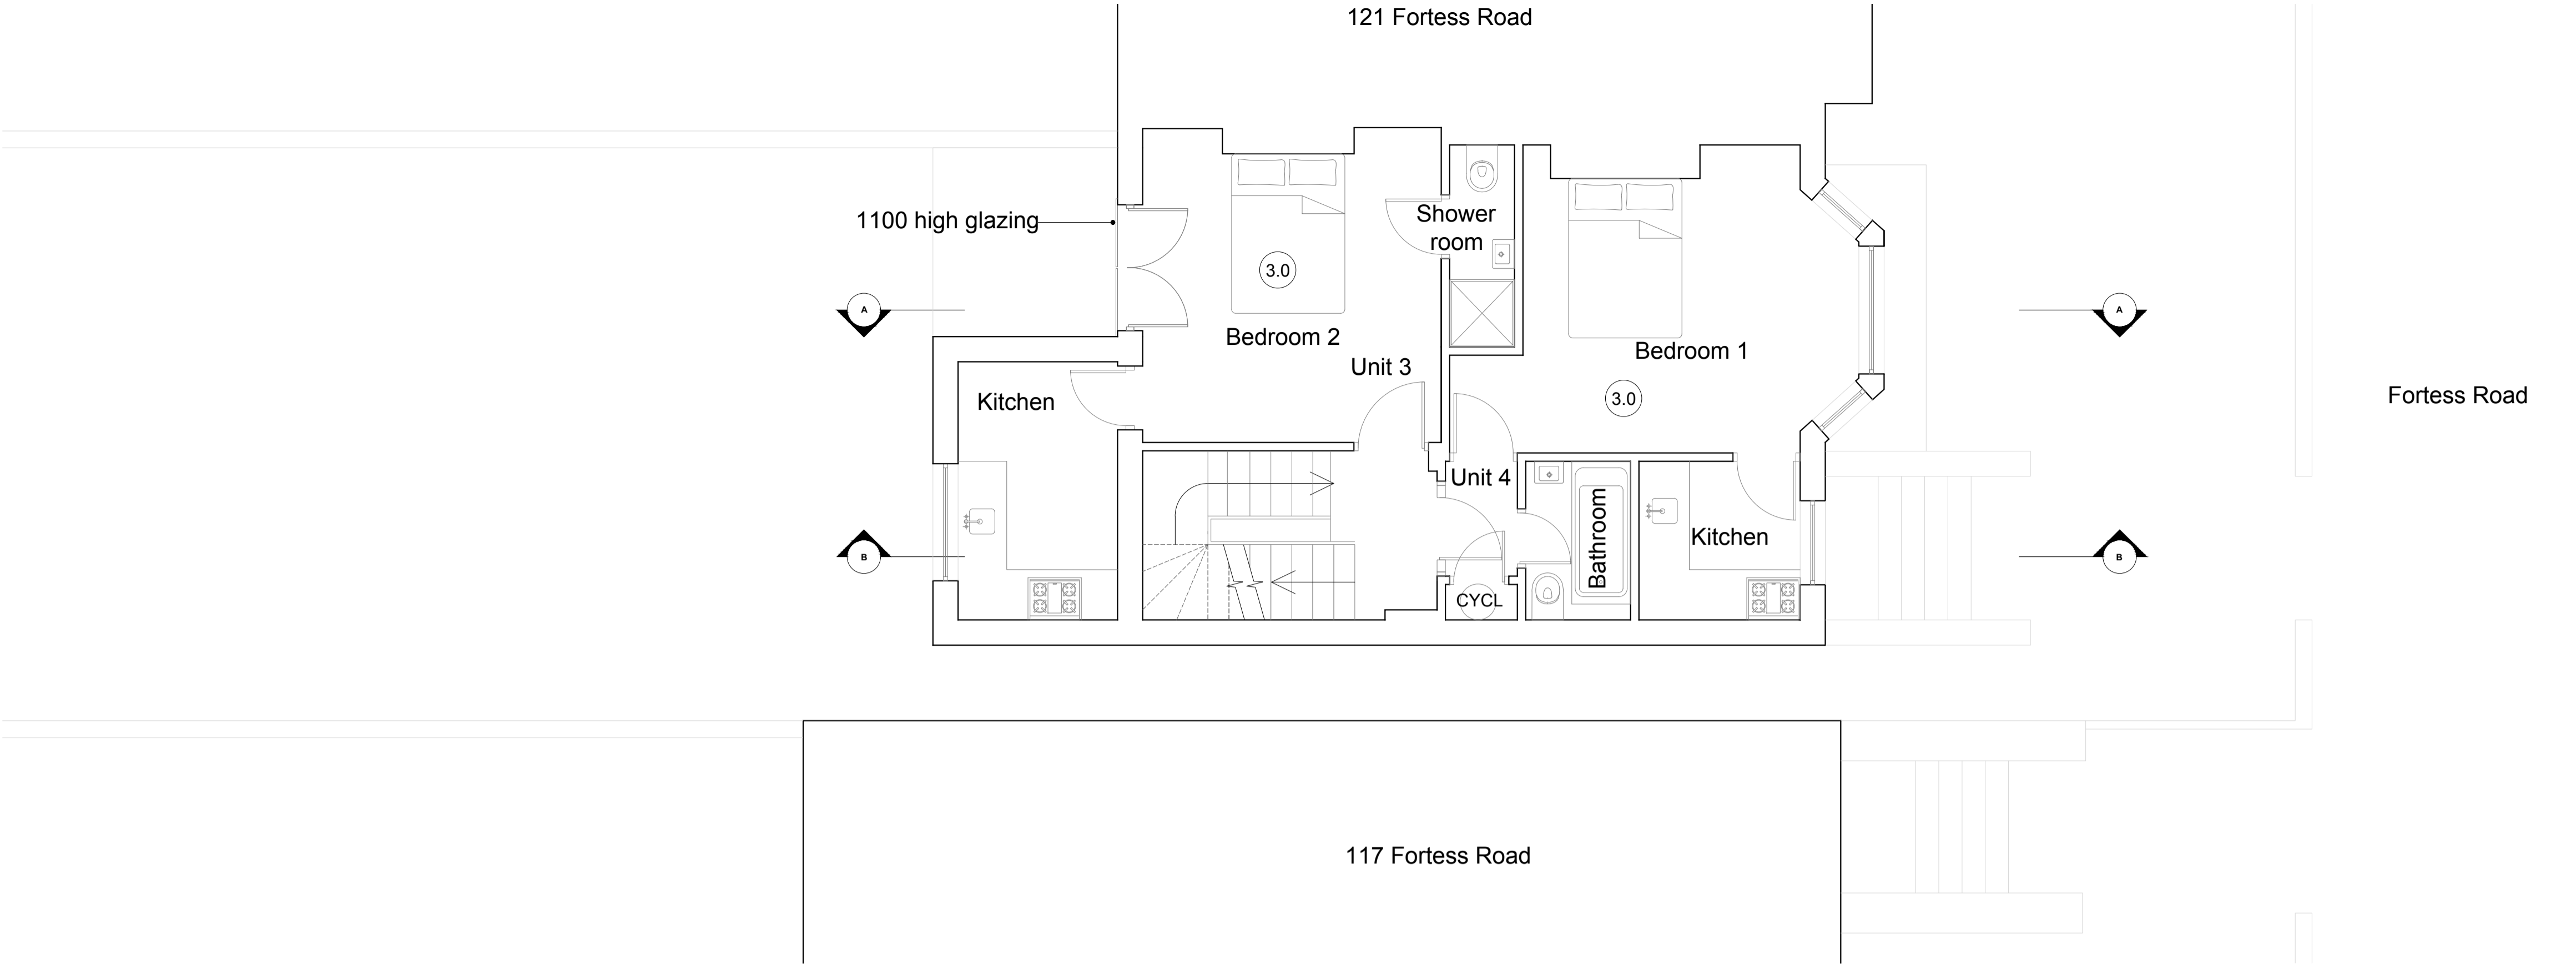 121 Fortess Road
1100 high glazing
Shower
room
3.0
A
A
Bedroom 2
Bedroom 1
Unit 3
3.0
Kitchen
Fortess Road
Unit 4
Bathroom
Kitchen
B
B
CYCL
117 Fortess Road